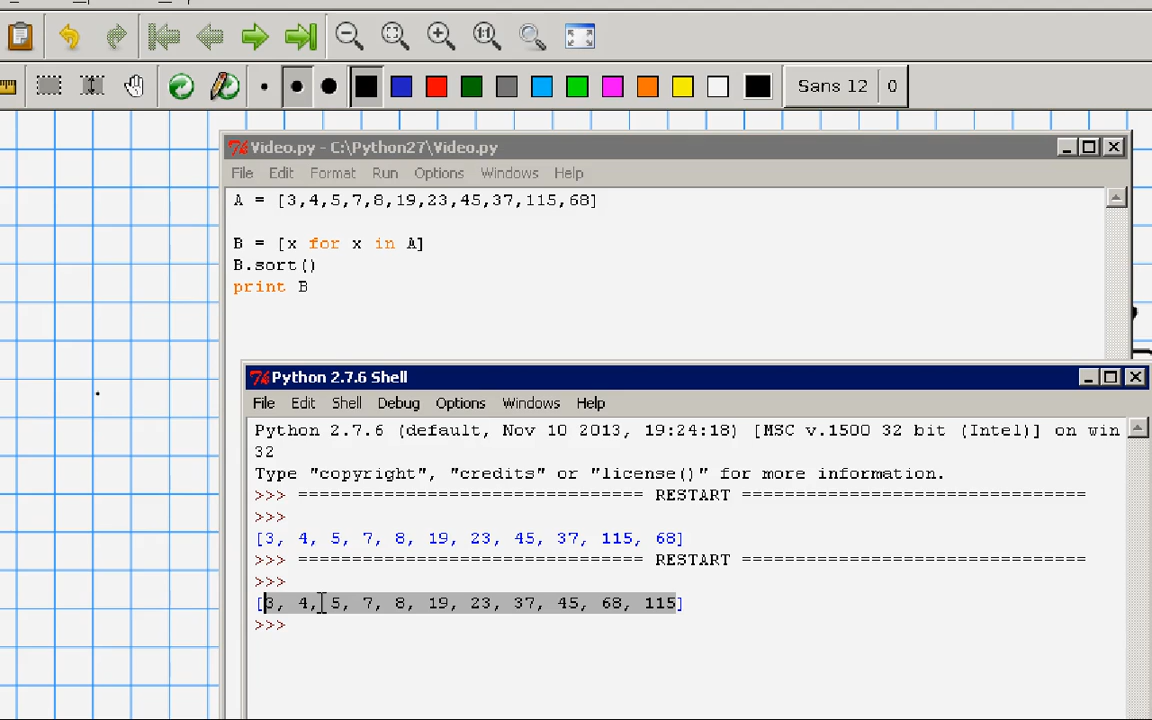 Sans 12 0
Video.py - C:\Python27\Video.py
File Edit Format Run Options Windows Help
A = [3,4,5,7,8,19,23,45,37,115,68]
B = [x for x in A]
B.sort()
print B
Python 2.7.6 Shell
File Edit Shell Debug Options Windows Help
Python 2.7.6 (default, Nov 10 2013, 19:24:18) [MSC v.1500 32 bit (Intel)] on win
32
Type "copyright", "credits" or "license()" for more information.
>>> ================================ RESTART ================================
>>>
[3, 4, 5, 7, 8, 19, 23, 45, 37, 115, 68]
>>> ================================ RESTART ================================
>>>
[3, 4, 5, 7, 8, 19, 23, 37, 45, 68, 115]
>>>